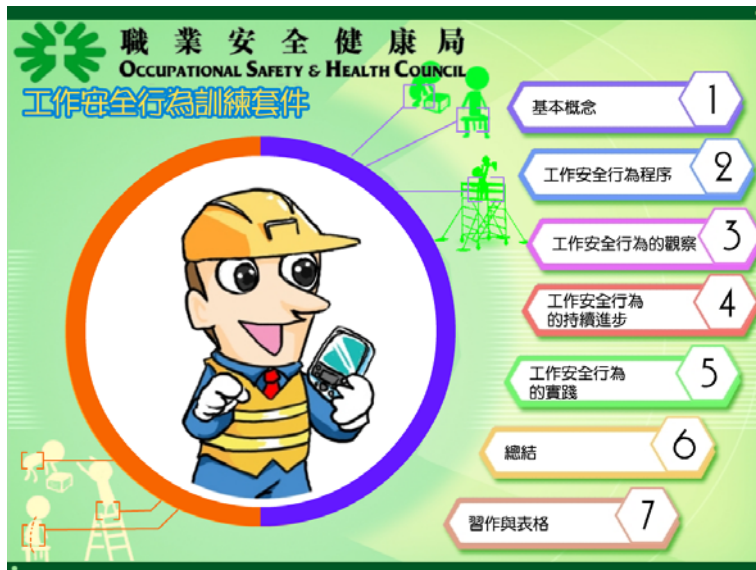 職業安全健康局
OCCUPATIONAL SAFETY & HEALTH COUNCIL
工作安全行為訓練套件
基本概念 1
工作安全行為程序 2
工作安全行為的觀察 3
工作安全行為
的持續進步 4
工作安全行為
的實踐 5
總結 6
習作與表格 7